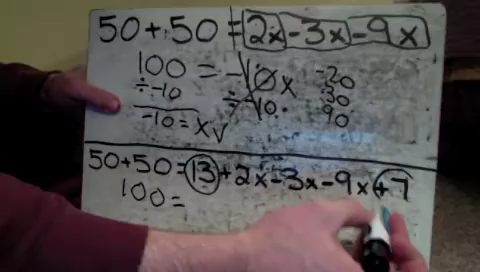 50+50=2x-3x-9x
100 = -10x
÷-10 ÷-10
-10=x√
-20
-30
90
50+50=13+2x-3x-9x+7
100=